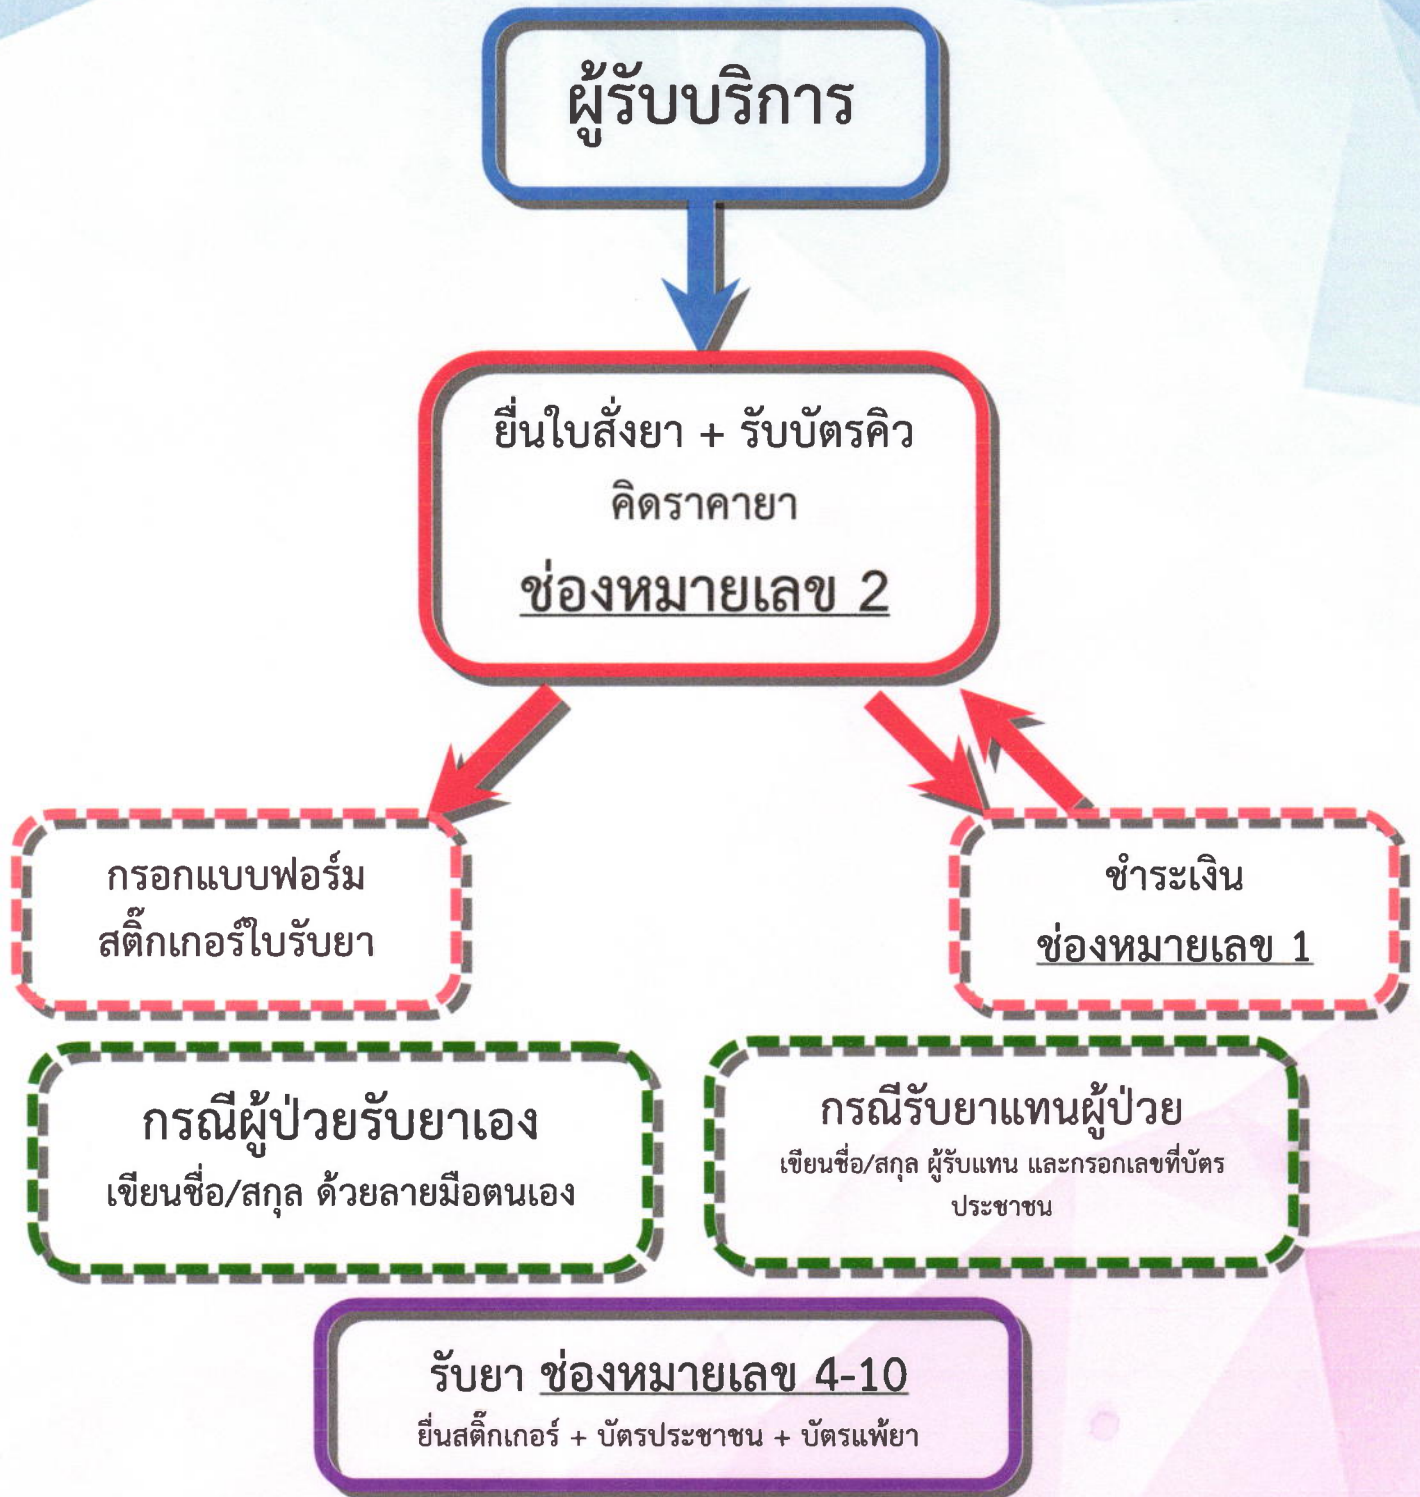 ผู้รับบริการ
ยื่นใบสั่งยา + รับบัตรคิว
คิดราคายา
ช่องหมายเลข 2
กรอกแบบฟอร์ม
สติ๊กเกอร์ใบรับยา
ชำระเงิน
ช่องหมายเลข 1
กรณีผู้ป่วยรับยาเอง
เขียนชื่อ/สกุล ด้วยลายมือตนเอง
กรณีรับยาแทนผู้ป่วย
เขียนชื่อ/สกุล ผู้รับแทน และกรอกเลขที่บัตร
ประชาชน
รับยา ช่องหมายเลข 4-10
ยื่นสติ๊กเกอร์ + บัตรประชาชน + บัตรแพ้ยา